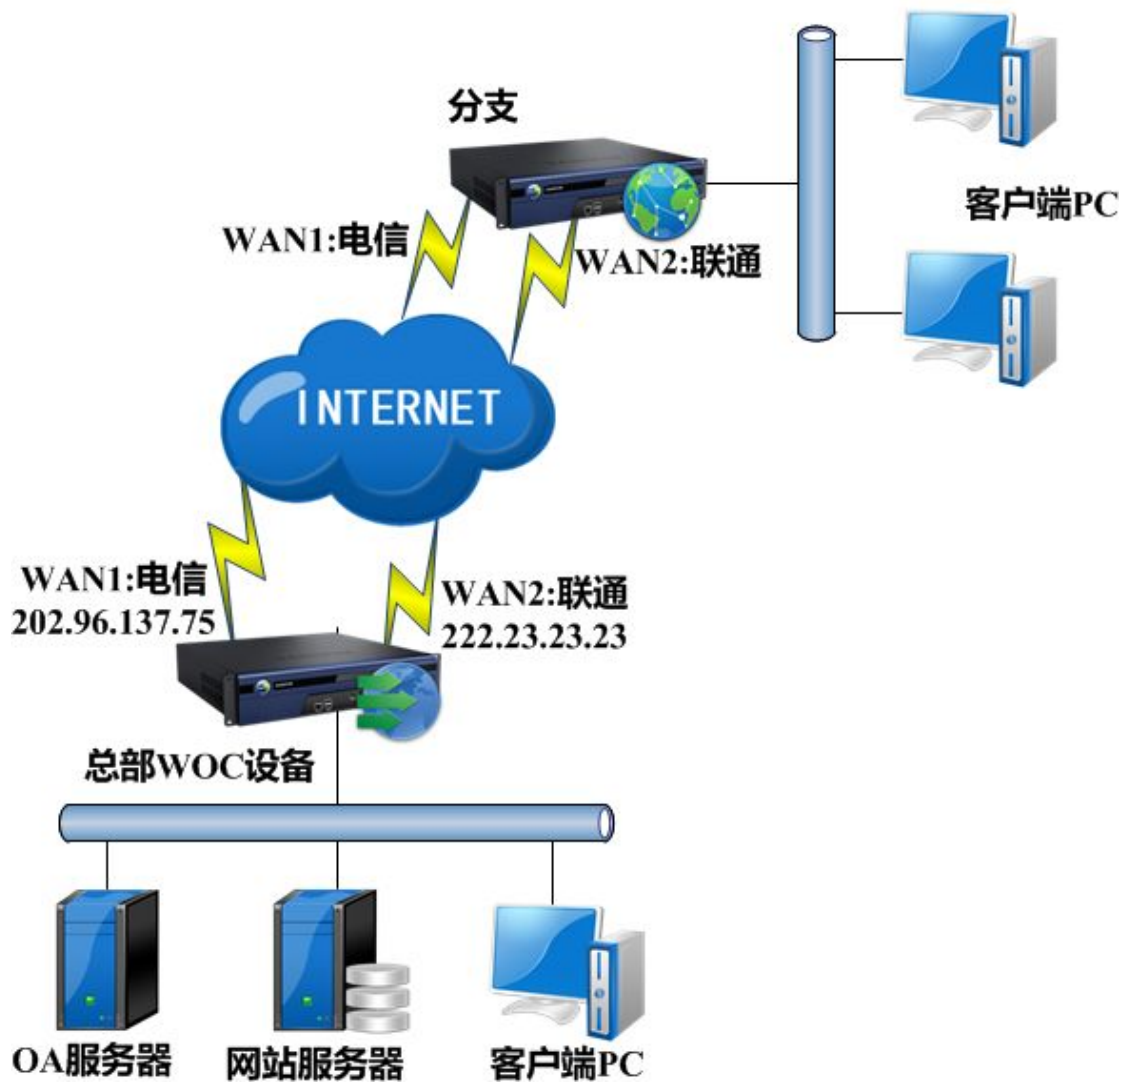 分支
客户端PC
WAN1:电信
WAN2:联通
INTERNET
WAN1:电信
202.96.137.75
WAN2:联通
222.23.23.23
总部WOC设备
OA服务器
网站服务器
客户端PC